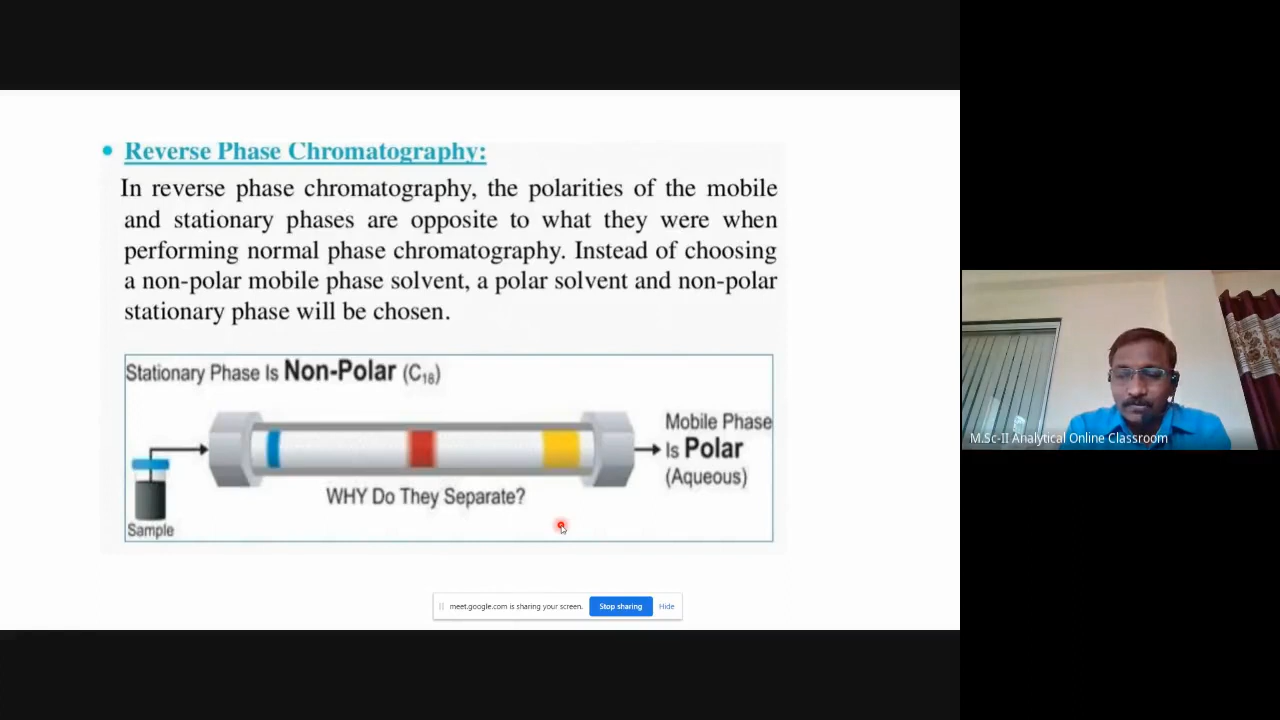 • Reverse Phase Chromatography:
In reverse phase chromatography, the polarities of the mobile
and stationary phases are opposite to what they were when
performing normal phase chromatography. Instead of choosing
a non-polar mobile phase solvent, a polar solvent and non-polar
stationary phase will be chosen.
Stationary Phase Is Non-Polar (C₁₈)
Mobile Phase
Is Polar
(Aqueous)
WHY Do They Separate?
Sample
meet.google.com is sharing your screen.
Stop sharing
Hide
M.Sc-II Analytical Online Classroom